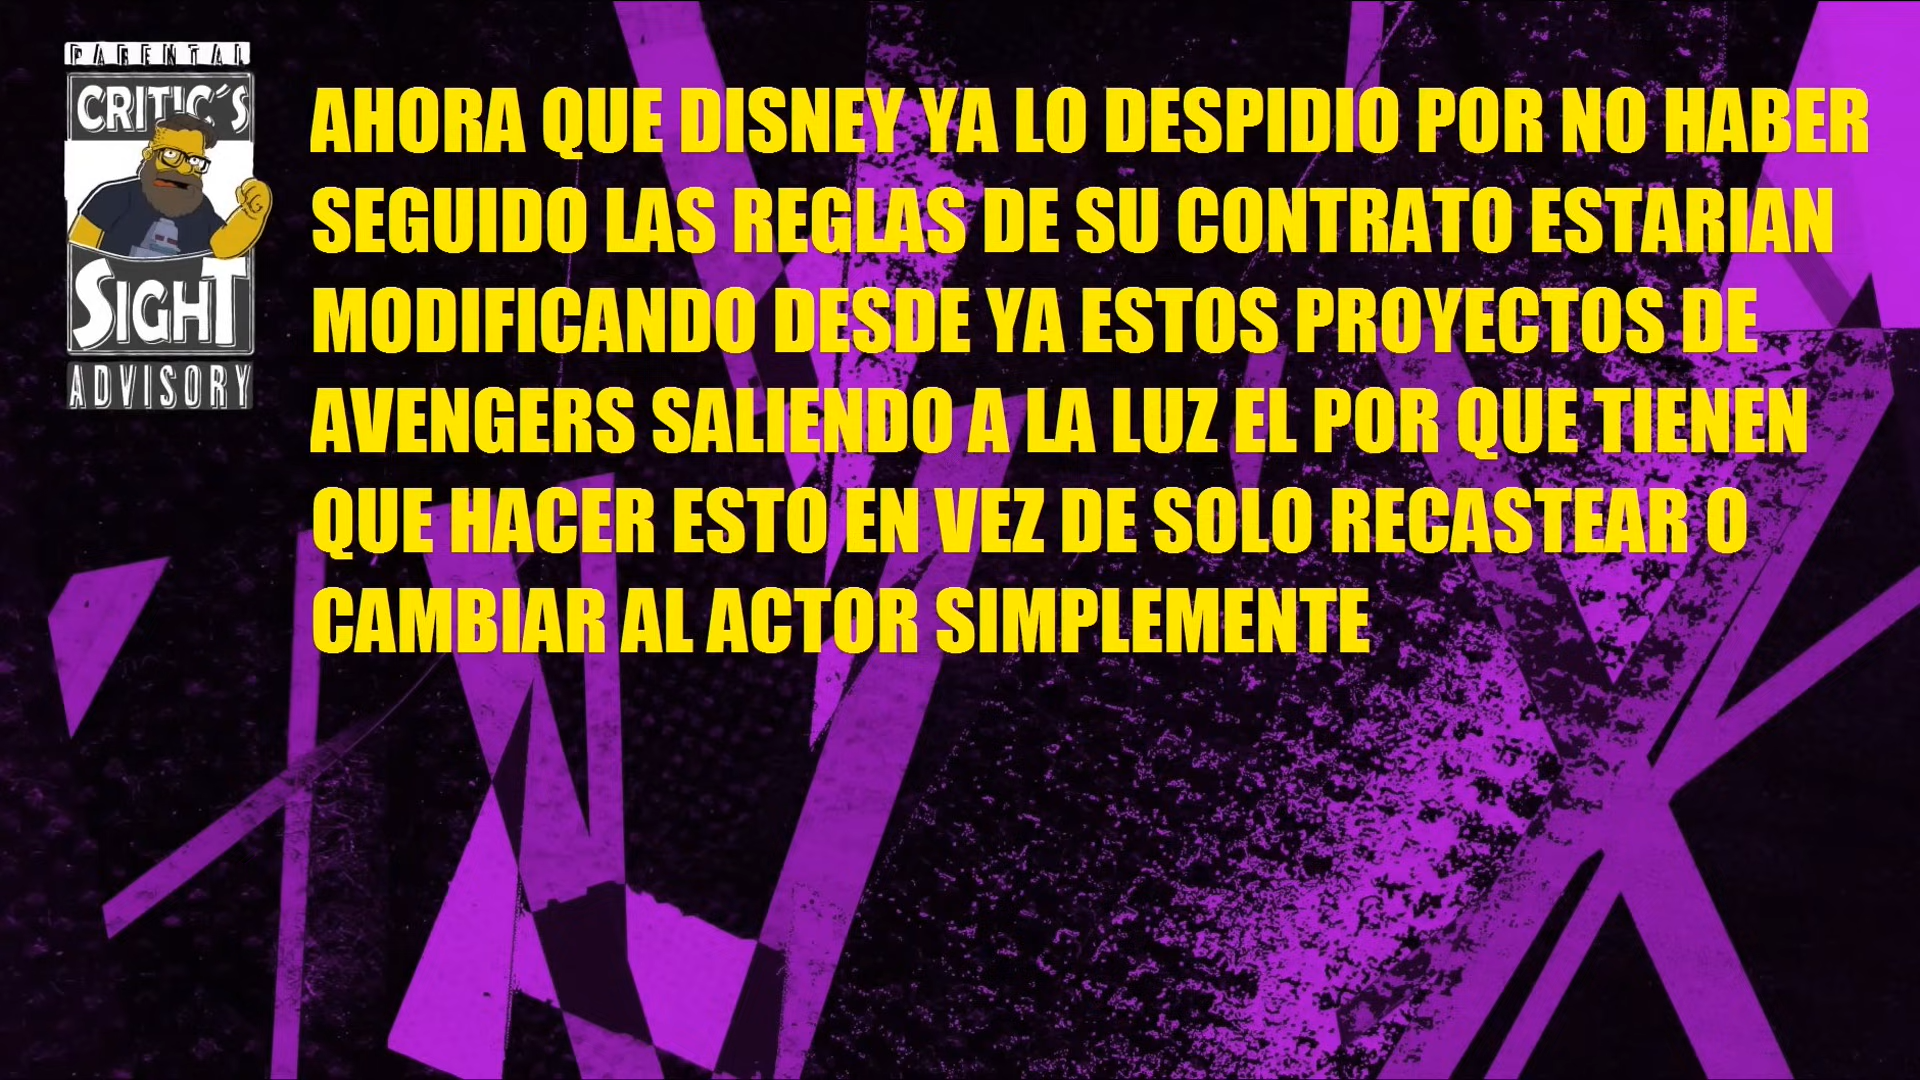 PARENTAL
CRITIC´S
SIGHT
ADVISORY
AHORA QUE DISNEY YA LO DESPIDIO POR NO HABER
SEGUIDO LAS REGLAS DE SU CONTRATO ESTARIAN
MODIFICANDO DESDE YA ESTOS PROYECTOS DE
AVENGERS SALIENDO A LA LUZ EL POR QUE TIENEN
QUE HACER ESTO EN VEZ DE SOLO RECASTEAR O
CAMBIAR AL ACTOR SIMPLEMENTE